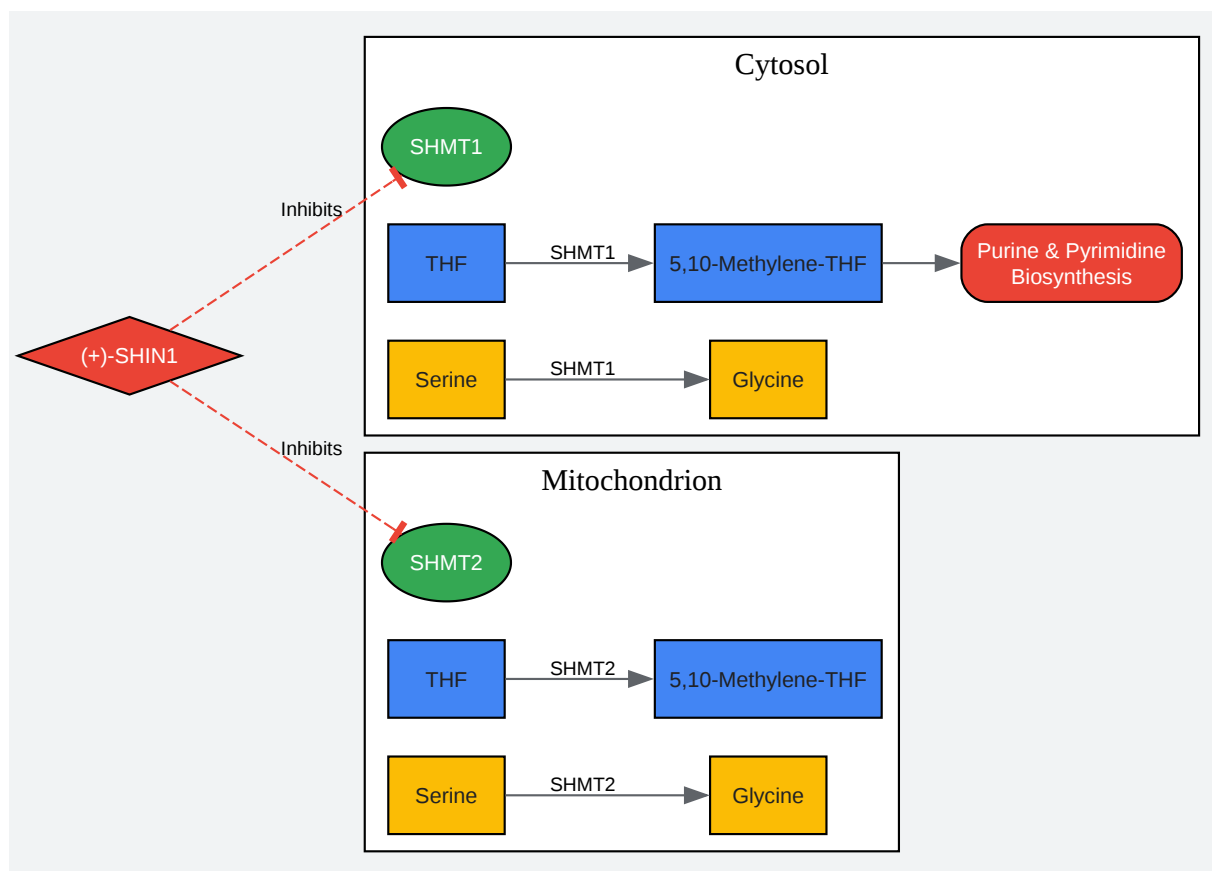 Cytosol
SHMT1
Inhibits
THF
SHMT1
5,10-Methylene-THF
Purine & Pyrimidine
Biosynthesis
(+)-SHIN1
Serine
SHMT1
Glycine
Inhibits
Mitochondrion
SHMT2
THF
SHMT2
5,10-Methylene-THF
Serine
SHMT2
Glycine